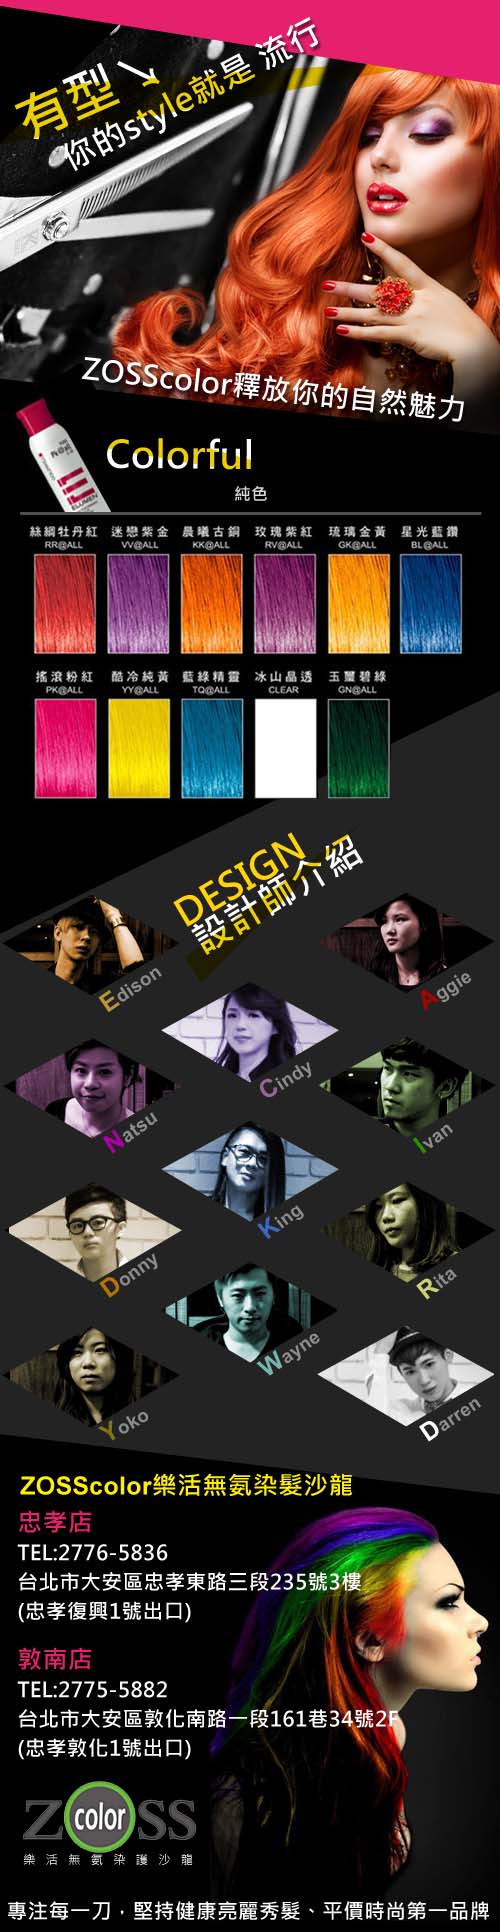 有型↘
你的style就是 流行
ZOSScolor釋放你的自然魅力
ELUMEN
Colorful
純色
絲綢牡丹紅 迷戀紫金 晨曦古銅 玫瑰紫紅 琉璃金黃 星光藍鑽
RR@ALL VV@ALL KK@ALL RV@ALL GK@ALL BL@ALL
搖滾粉紅 酷冷純黃 藍綠精靈 冰山晶透 玉璽碧綠
PK@ALL YY@ALL TQ@ALL CLEAR GN@ALL
DESIGN
設計師介紹
Edison
Aggie
Cindy
Natsu
Ivan
King
Donny
Rita
Wayne
Yoko
Darren
ZOSScolor樂活無氨染髮沙龍
忠孝店
TEL:2776-5836
台北市大安區忠孝東路三段235號3樓
(忠孝復興1號出口)
敦南店
TEL:2775-5882
台北市大安區敦化南路一段161巷34號2F
(忠孝敦化1號出口)
ZOSS color
樂活無氨染護沙龍
專注每一刀，堅持健康亮麗秀髮、平價時尚第一品牌